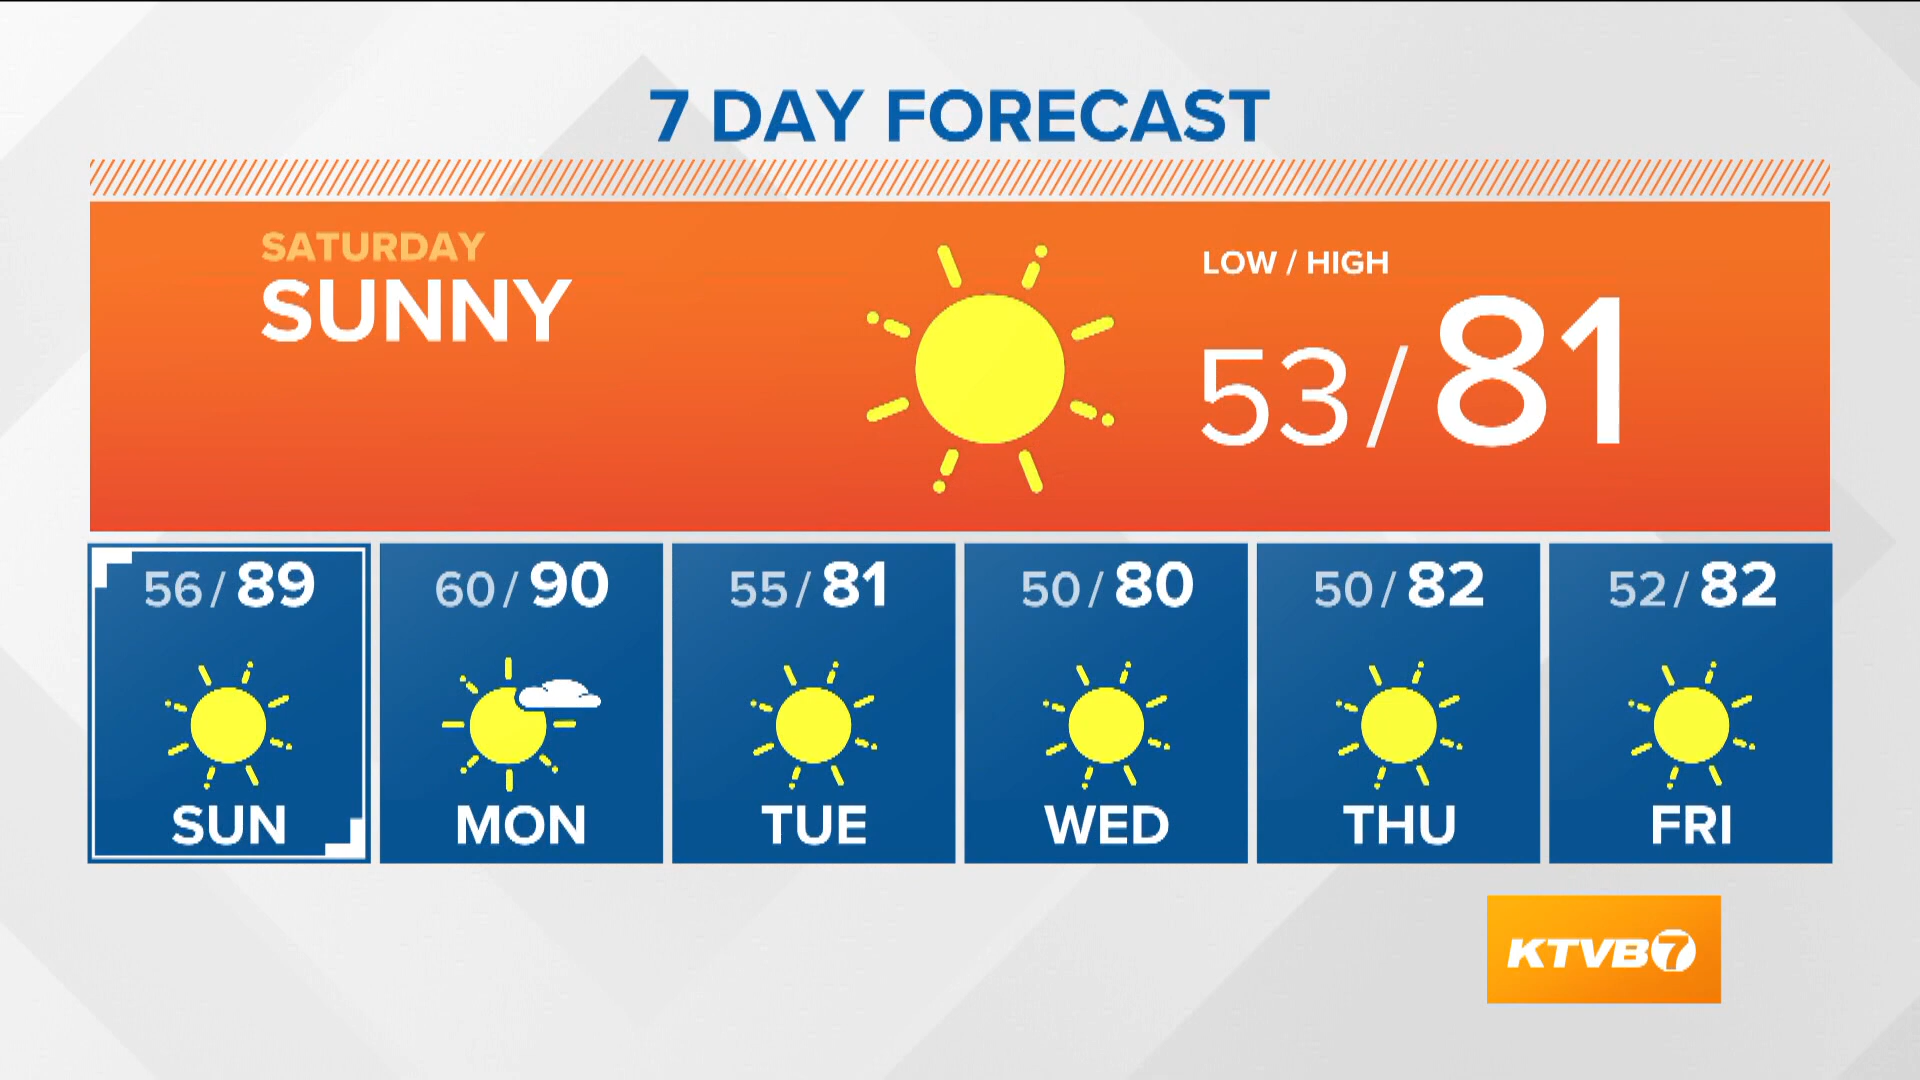 7 DAY FORECAST
SATURDAY
SUNNY
LOW / HIGH
53/81
56/89
SUN
60/90
MON
55/81
TUE
50/80
WED
50/82
THU
52/82
FRI
KTVB7